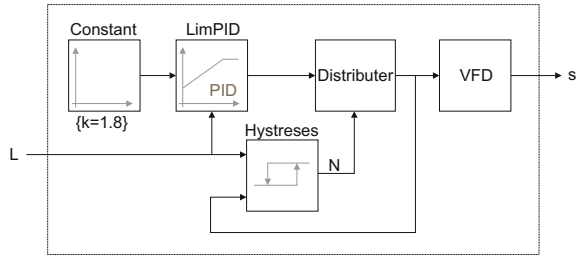 Constant
LimPID
PID
Distributer
VFD
s
{k=1.8}
Hystreses
L
N